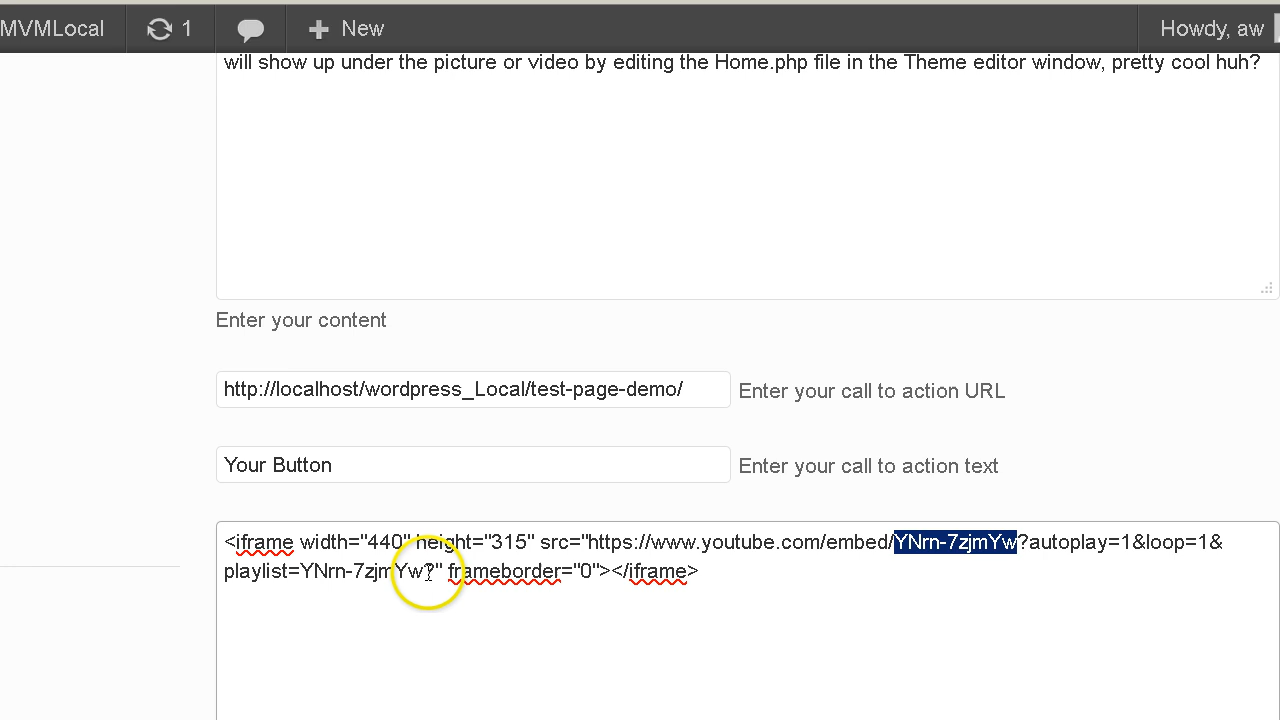 MVMLocal 1 New Howdy, aw
will show up under the picture or video by editing the Home.php file in the Theme editor window, pretty cool huh?
Enter your content
http://localhost/wordpress_Local/test-page-demo/ Enter your call to action URL
Your Button Enter your call to action text
<iframe width="440" height="315" src="https://www.youtube.com/embed/YNrn-7zjmYw?autoplay=1&loop=1&
playlist=YNrn-7zjmYw?" frameborder="0"></iframe>